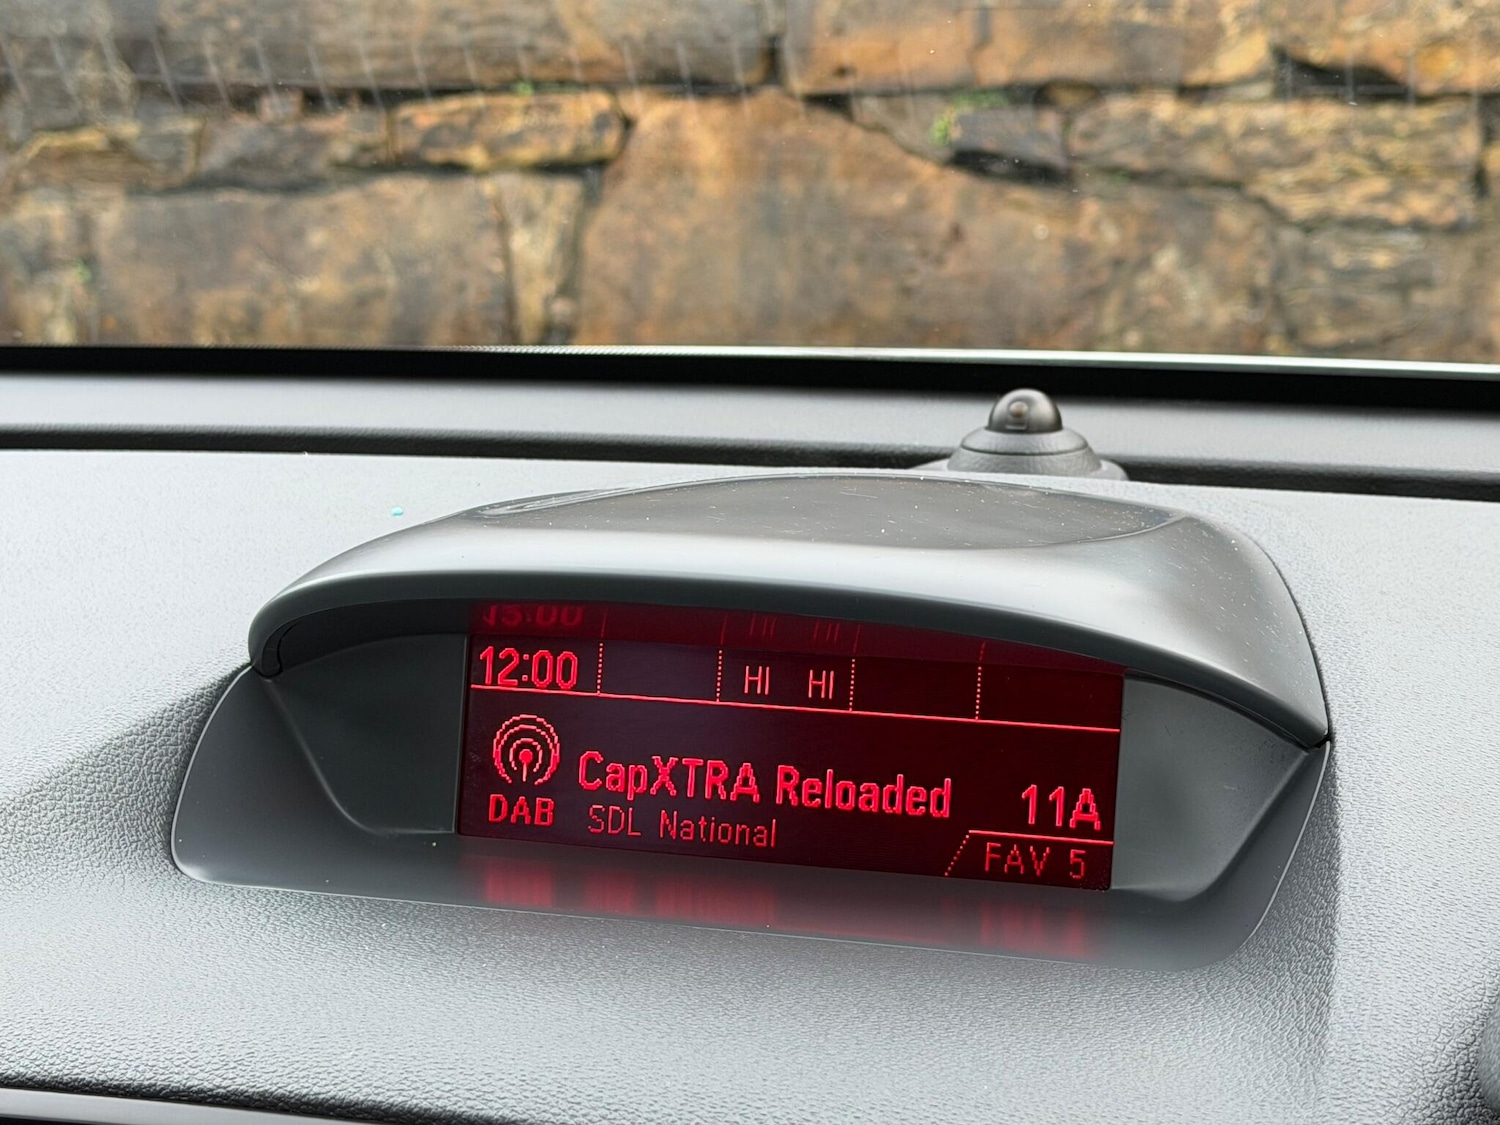 12:00 HI HI
CapXTRA Reloaded 11A
DAB SDL National
FAV 5